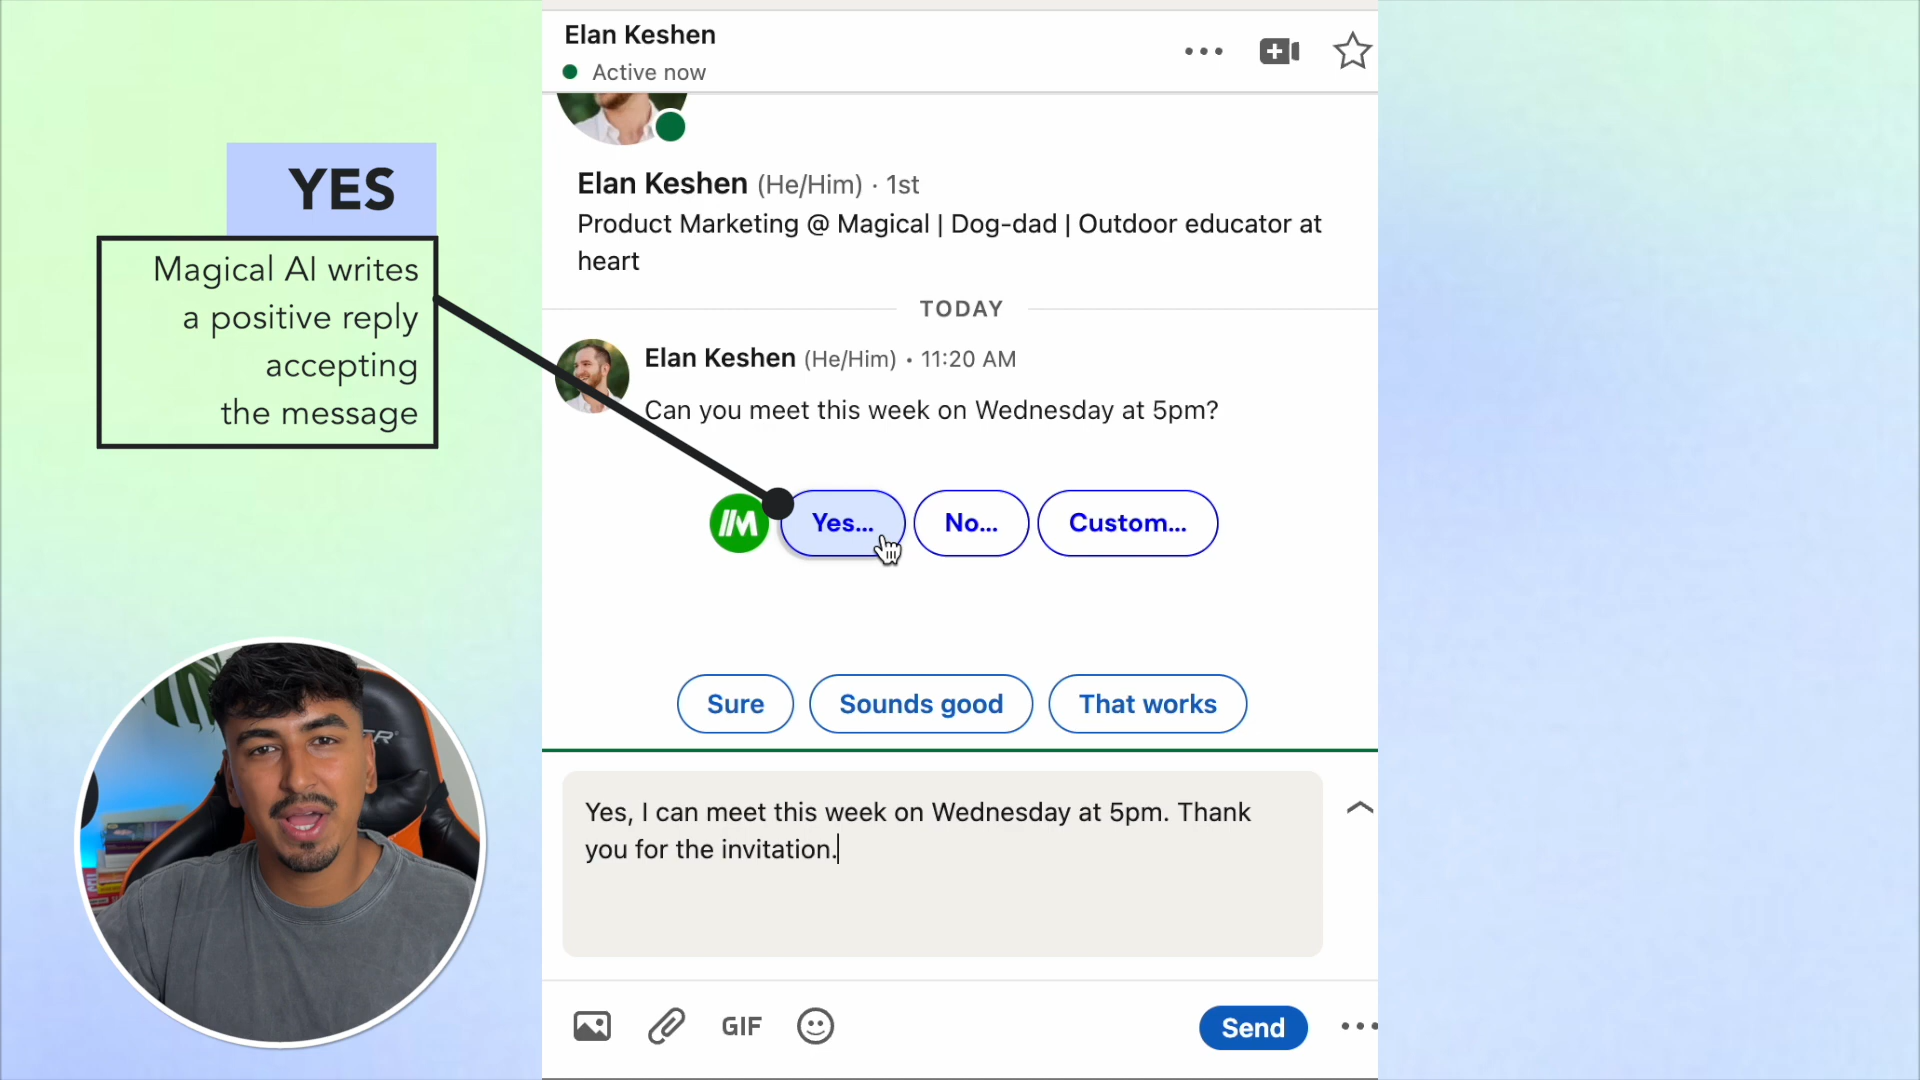 Elan Keshen
Active now
YES
Magical AI writes
a positive reply
accepting
the message
Elan Keshen (He/Him) · 1st
Product Marketing @ Magical | Dog-dad | Outdoor educator at
heart
TODAY
Elan Keshen (He/Him) • 11:20 AM
Can you meet this week on Wednesday at 5pm?
M Yes... No... Custom...
Sure Sounds good That works
Yes, I can meet this week on Wednesday at 5pm. Thank
you for the invitation.
GIF Send